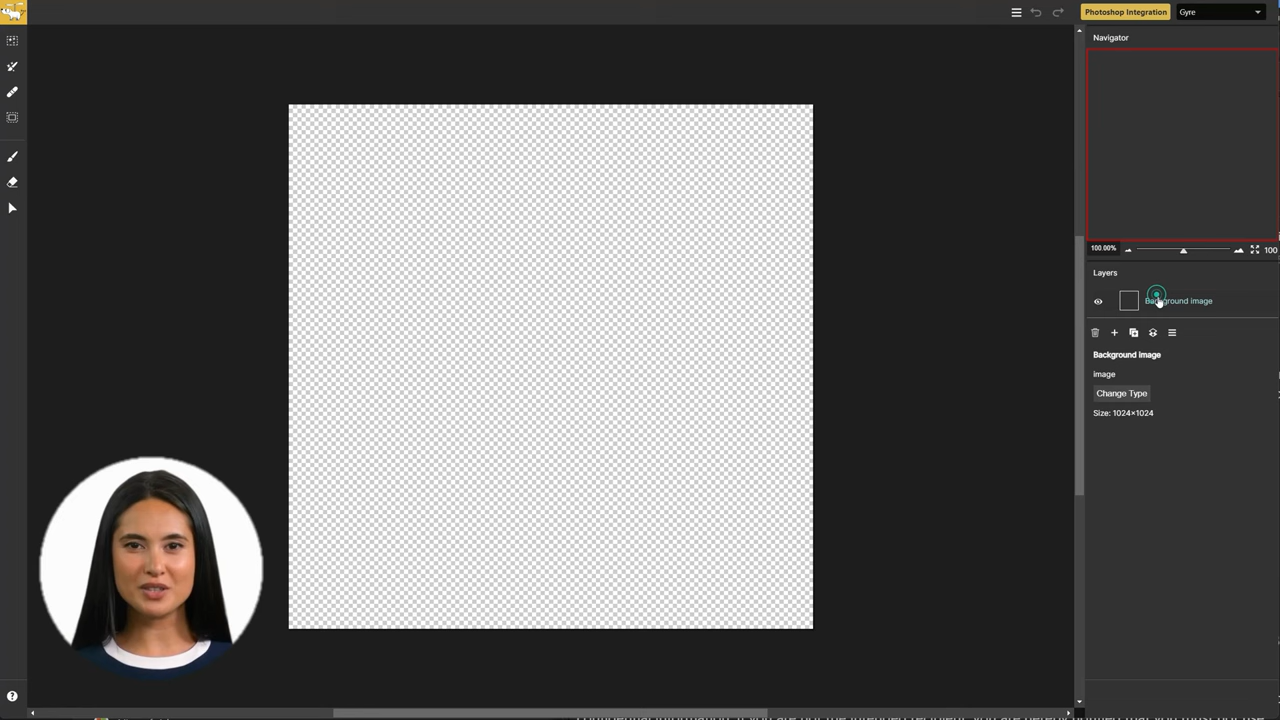 Photoshop Integration
Gyre
Navigator
100.00%
100
Layers
Background image
Background image
image
Change Type
Size: 1024×1024